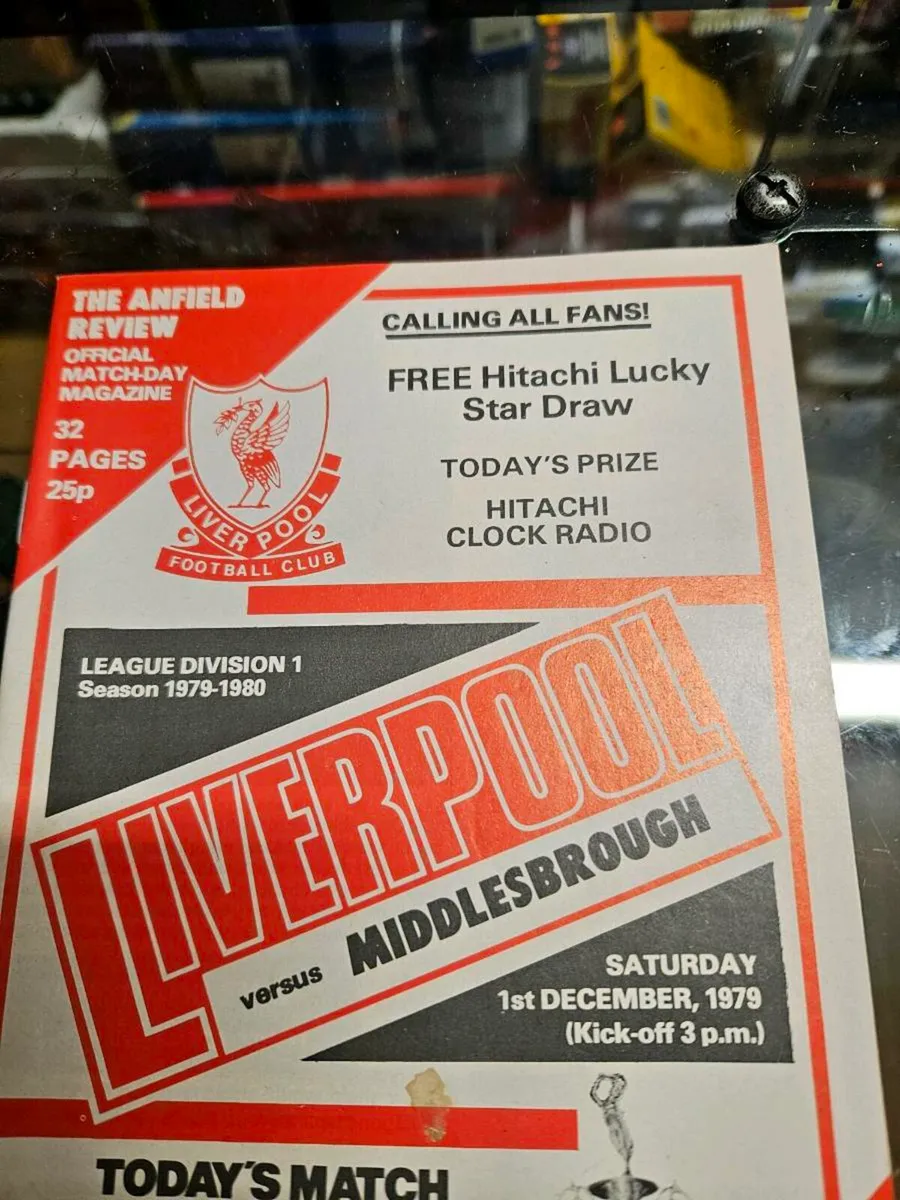 THE ANFIELD
REVIEW
OFFICIAL
MATCH-DAY
MAGAZINE
32
PAGES
25p
LIVERPOOL
FOOTBALL CLUB
CALLING ALL FANS!
FREE Hitachi Lucky
Star Draw
TODAY'S PRIZE
HITACHI
CLOCK RADIO
LEAGUE DIVISION 1
Season 1979-1980
LIVERPOOL
versus MIDDLESBROUGH
SATURDAY
1st DECEMBER, 1979
(Kick-off 3 p.m.)
TODAY'S MATCH